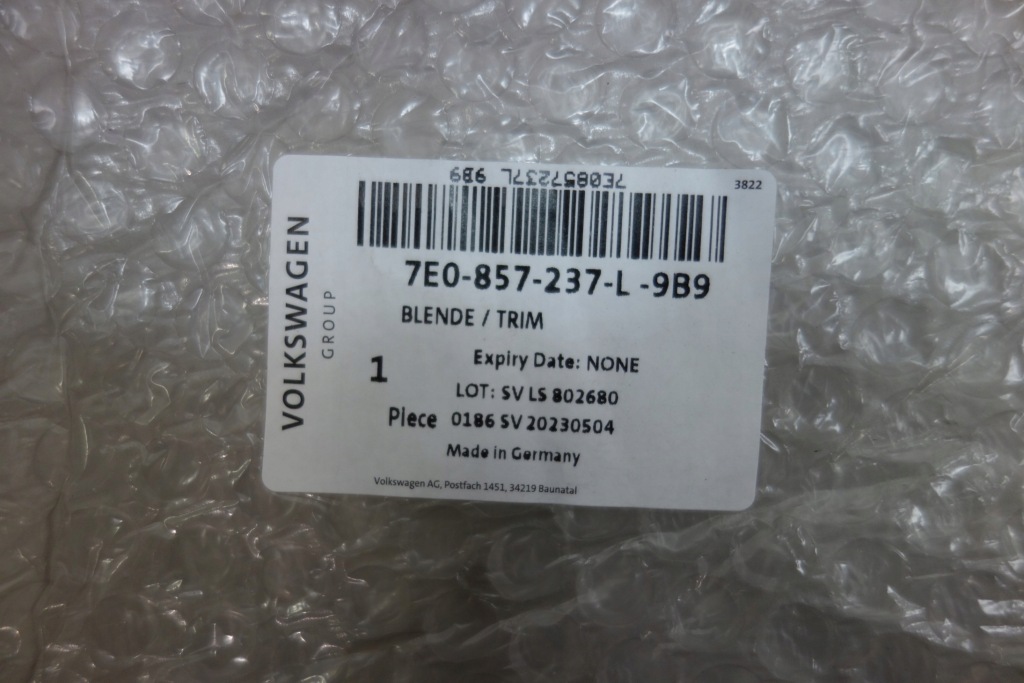 7E0857237L 9B9
3822
7E0-857-237-L -9B9
BLENDE / TRIM
Expiry Date: NONE
1
LOT: SV LS 802680
Piece 0186 SV 20230504
Made in Germany
Volkswagen AG, Postfach 1451, 34219 Baunatal
VOLKSWAGEN
GROUP